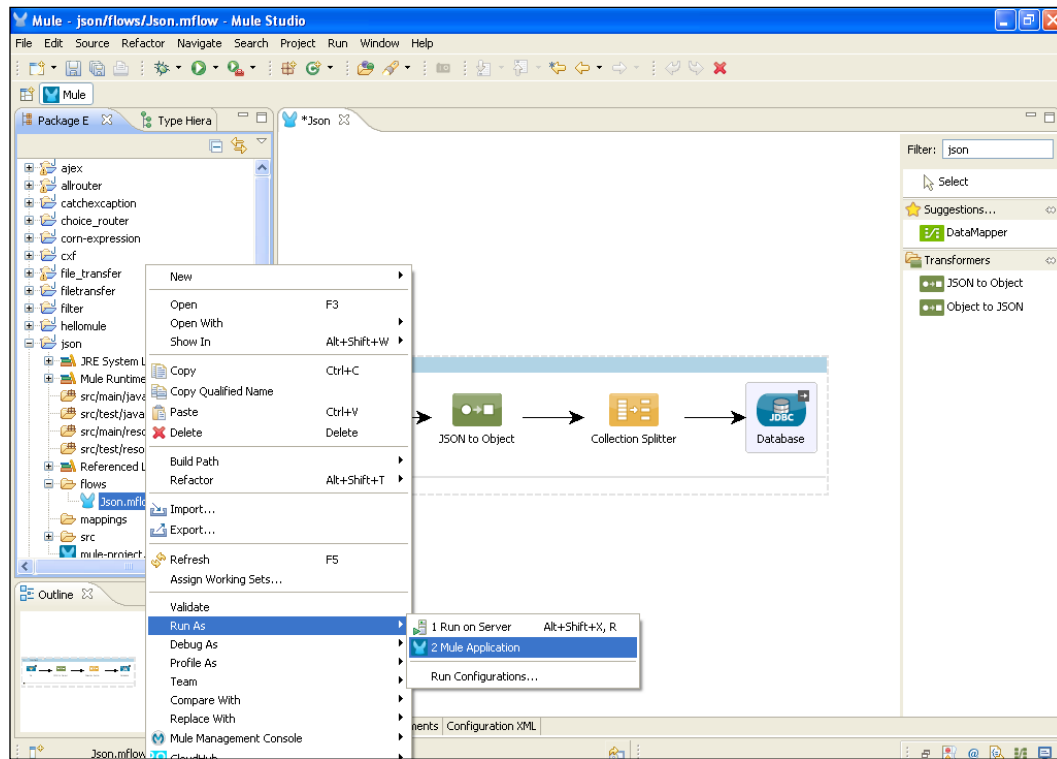 Mule - json/flows/Json.mflow - Mule Studio
File Edit Source Refactor Navigate Search Project Run Window Help
Mule
Package E
Type Hiera
*Json
ajex
allrouter
catchexcaption
choice_router
corn-expression
cxf
file_transfer
filetransfer
filter
hellomule
json
JRE System L
Mule Runtime
src/main/java
src/test/java
src/main/reso
src/test/reso
Referenced L
flows
Json.mflo
mappings
src
mule-project.
Outline
New
Open F3
Open With
Show In Alt+Shift+W
Copy Ctrl+C
Copy Qualified Name
Paste Ctrl+V
Delete Delete
Build Path
Refactor Alt+Shift+T
Import...
Export...
Refresh F5
Assign Working Sets...
Validate
Run As
Debug As
Profile As
Team
Compare With
Replace With
Mule Management Console
CloudHub
1 Run on Server Alt+Shift+X, R
2 Mule Application
Run Configurations...
JSON to Object
Collection Splitter
JDBC
Database
Filter: json
Select
Suggestions...
DataMapper
Transformers
JSON to Object
Object to JSON
ments Configuration XML
Json.mflow